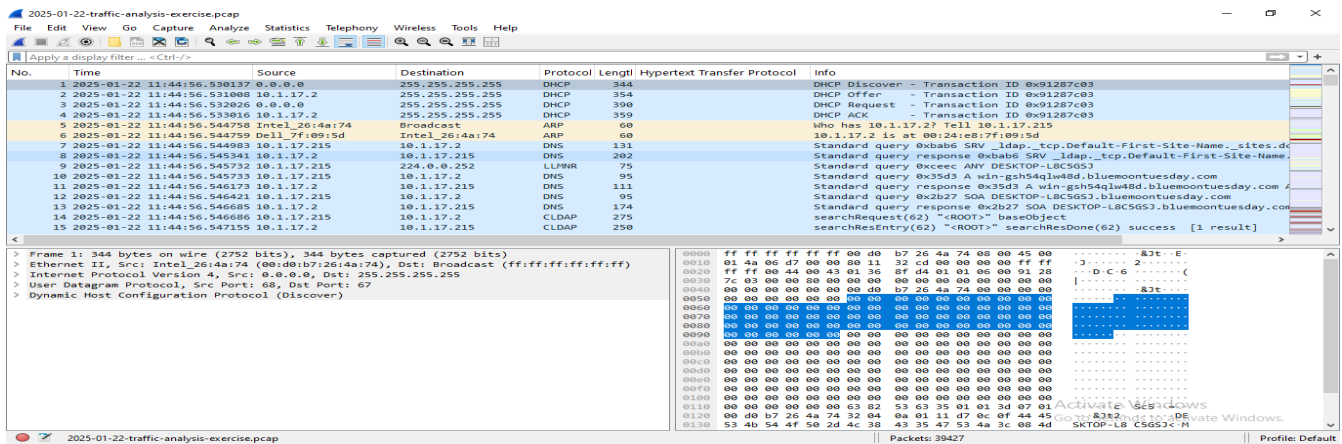 2025-01-22-traffic-analysis-exercise.pcap
File Edit View Go Capture Analyze Statistics Telephony Wireless Tools Help
Apply a display filter ... <Ctrl-/>
No. Time Source Destination Protocol Lengtl Hypertext Transfer Protocol Info
1 2025-01-22 11:44:56.530137 0.0.0.0 255.255.255.255 DHCP 344 DHCP Discover - Transaction ID 0x91287c03
2 2025-01-22 11:44:56.531008 10.1.17.2 255.255.255.255 DHCP 354 DHCP Offer - Transaction ID 0x91287c03
3 2025-01-22 11:44:56.532026 0.0.0.0 255.255.255.255 DHCP 390 DHCP Request - Transaction ID 0x91287c03
4 2025-01-22 11:44:56.533016 10.1.17.2 255.255.255.255 DHCP 359 DHCP ACK - Transaction ID 0x91287c03
5 2025-01-22 11:44:56.544758 Intel_26:4a:74 Broadcast ARP 60 Who has 10.1.17.2? Tell 10.1.17.215
6 2025-01-22 11:44:56.544759 Dell_7f:09:5d Intel_26:4a:74 ARP 60 10.1.17.2 is at 00:24:e8:7f:09:5d
7 2025-01-22 11:44:56.544983 10.1.17.215 10.1.17.2 DNS 131 Standard query 0xbab6 SRV _ldap._tcp.Default-First-Site-Name._sites.dc
8 2025-01-22 11:44:56.545341 10.1.17.2 10.1.17.215 DNS 202 Standard query response 0xbab6 SRV _ldap._tcp.Default-First-Site-Name.
9 2025-01-22 11:44:56.545732 10.1.17.215 224.0.0.252 LLMNR 75 Standard query 0xceec ANY DESKTOP-L8C5GSJ
10 2025-01-22 11:44:56.545733 10.1.17.215 10.1.17.2 DNS 95 Standard query 0x35d3 A win-gsh54qlw48d.bluemoontuesday.com
11 2025-01-22 11:44:56.546173 10.1.17.2 10.1.17.215 DNS 111 Standard query response 0x35d3 A win-gsh54qlw48d.bluemoontuesday.com A
12 2025-01-22 11:44:56.546421 10.1.17.215 10.1.17.2 DNS 95 Standard query 0x2b27 SOA DESKTOP-L8C5GSJ.bluemoontuesday.com
13 2025-01-22 11:44:56.546685 10.1.17.2 10.1.17.215 DNS 174 Standard query response 0x2b27 SOA DESKTOP-L8C5GSJ.bluemoontuesday.com
14 2025-01-22 11:44:56.546686 10.1.17.215 10.1.17.2 CLDAP 275 searchRequest(62) "<ROOT>" baseObject
15 2025-01-22 11:44:56.547155 10.1.17.2 10.1.17.215 CLDAP 250 searchResEntry(62) "<ROOT>" searchResDone(62) success [1 result]
> Frame 1: 344 bytes on wire (2752 bits), 344 bytes captured (2752 bits)
> Ethernet II, Src: Intel_26:4a:74 (00:d0:b7:26:4a:74), Dst: Broadcast (ff:ff:ff:ff:ff:ff)
> Internet Protocol Version 4, Src: 0.0.0.0, Dst: 255.255.255.255
> User Datagram Protocol, Src Port: 68, Dst Port: 67
> Dynamic Host Configuration Protocol (Discover)
0000 ff ff ff ff ff ff 00 d0 b7 26 4a 74 08 00 45 00 ········ ·&Jt··E·
0010 01 4a 06 d7 00 00 80 11 32 cd 00 00 00 00 ff ff ·J······ 2·······
0020 ff ff 00 44 00 43 01 36 8f d4 01 01 06 00 91 28 ···D·C·6 ·······(
0030 7c 03 00 00 80 00 00 00 00 00 00 00 00 00 00 00 |······· ········
0040 00 00 00 00 00 00 00 d0 b7 26 4a 74 00 00 00 00 ········ ·&Jt····
0050 00 00 00 00 00 00 00 00 00 00 00 00 00 00 00 00 ········ ········
0060 00 00 00 00 00 00 00 00 00 00 00 00 00 00 00 00 ········ ········
0070 00 00 00 00 00 00 00 00 00 00 00 00 00 00 00 00 ········ ········
0080 00 00 00 00 00 00 00 00 00 00 00 00 00 00 00 00 ········ ········
0090 00 00 00 00 00 00 00 00 00 00 00 00 00 00 00 00 ········ ········
00a0 00 00 00 00 00 00 00 00 00 00 00 00 00 00 00 00 ········ ········
00b0 00 00 00 00 00 00 00 00 00 00 00 00 00 00 00 00 ········ ········
00c0 00 00 00 00 00 00 00 00 00 00 00 00 00 00 00 00 ········ ········
00d0 00 00 00 00 00 00 00 00 00 00 00 00 00 00 00 00 ········ ········
00e0 00 00 00 00 00 00 00 00 00 00 00 00 00 00 00 00 ········ ········
00f0 00 00 00 00 00 00 00 00 00 00 00 00 00 00 00 00 ········ ········
0100 00 00 00 00 00 00 00 00 00 00 00 00 00 00 00 00 ········ ········
0110 00 00 00 00 00 00 63 82 53 63 35 01 01 3d 07 01 ······c· Sc5··=··
0120 00 d0 b7 26 4a 74 32 04 0a 01 11 d7 0c 0f 44 45 ···&Jt2· ······DE
0130 53 4b 54 4f 50 2d 4c 38 43 35 47 53 4a 3c 08 4d SKTOP-L8 C5GSJ<·M
Activate Windows
Go to Settings to activate Windows.
2025-01-22-traffic-analysis-exercise.pcap Packets: 39427 Profile: Default